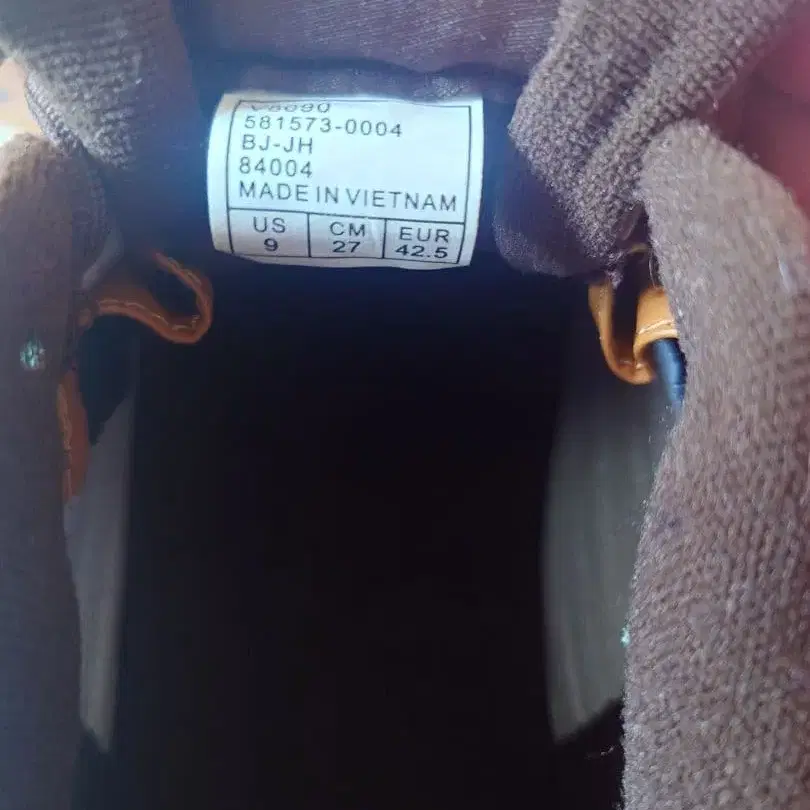 581573-0004
BJ-JH
84004
MADE IN VIETNAM
US CM EUR
9 27 42.5